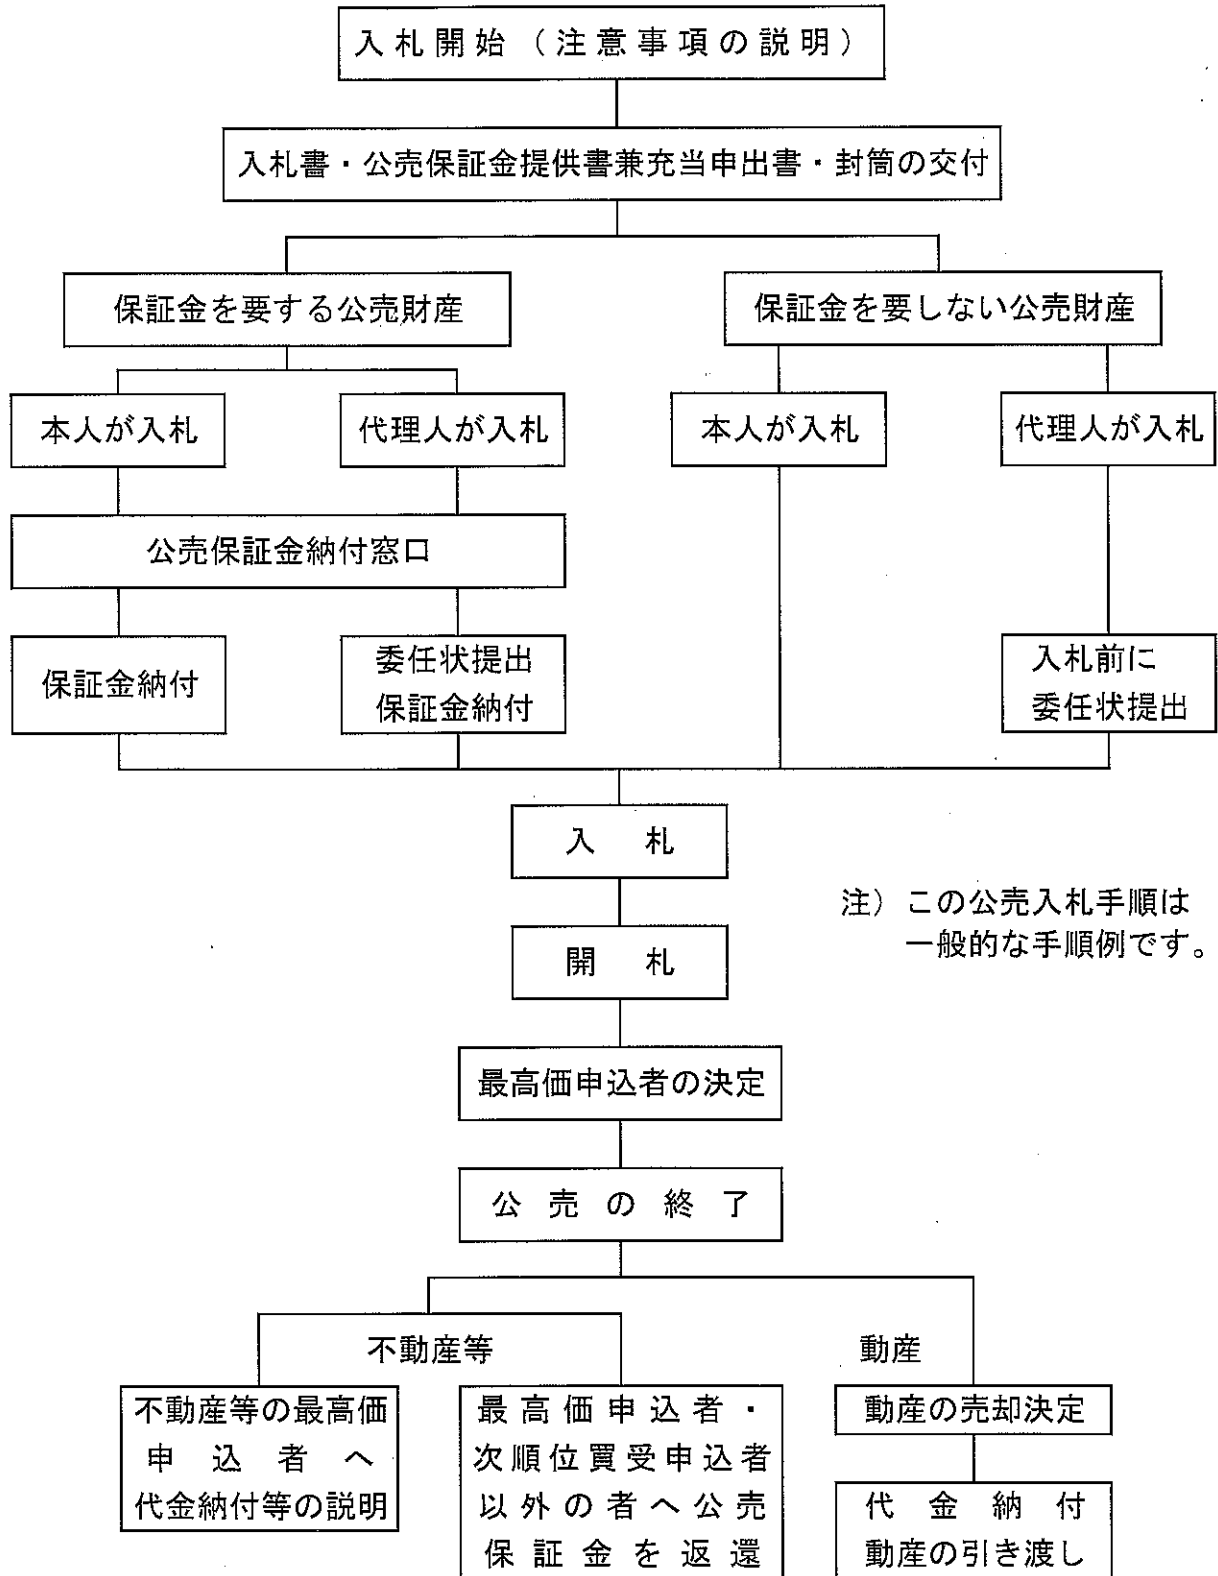 入札開始（注意事項の説明）
入札書・公売保証金提供書兼充当申出書・封筒の交付
保証金を要する公売財産
保証金を要しない公売財産
本人が入札
代理人が入札
本人が入札
代理人が入札
公売保証金納付窓口
保証金納付
委任状提出
保証金納付
入札前に
委任状提出
入札
注）この公売入札手順は
一般的な手順例です。
開札
最高価申込者の決定
公売の終了
不動産等
動産
不動産等の最高価
申込者へ
代金納付等の説明
最高価申込者・
次順位買受申込者
以外の者へ公売
保証金を返還
動産の売却決定
代金納付
動産の引き渡し